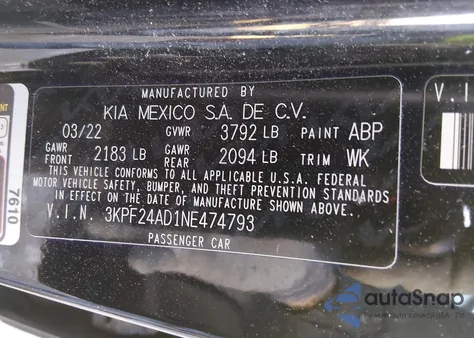 MANUFACTURED BY
KIA MEXICO S.A. DE C.V.
03/22 GVWR 3792 LB PAINT ABP
GAWR FRONT 2183 LB GAWR REAR 2094 LB TRIM WK
THIS VEHICLE CONFORMS TO ALL APPLICABLE U.S.A. FEDERAL
MOTOR VEHICLE SAFETY, BUMPER, AND THEFT PREVENTION STANDARDS
IN EFFECT ON THE DATE OF MANUFACTURE SHOWN ABOVE.
V.I.N. 3KPF24AD1NE474793
PASSENGER CAR
7610
V.I
autoSnap